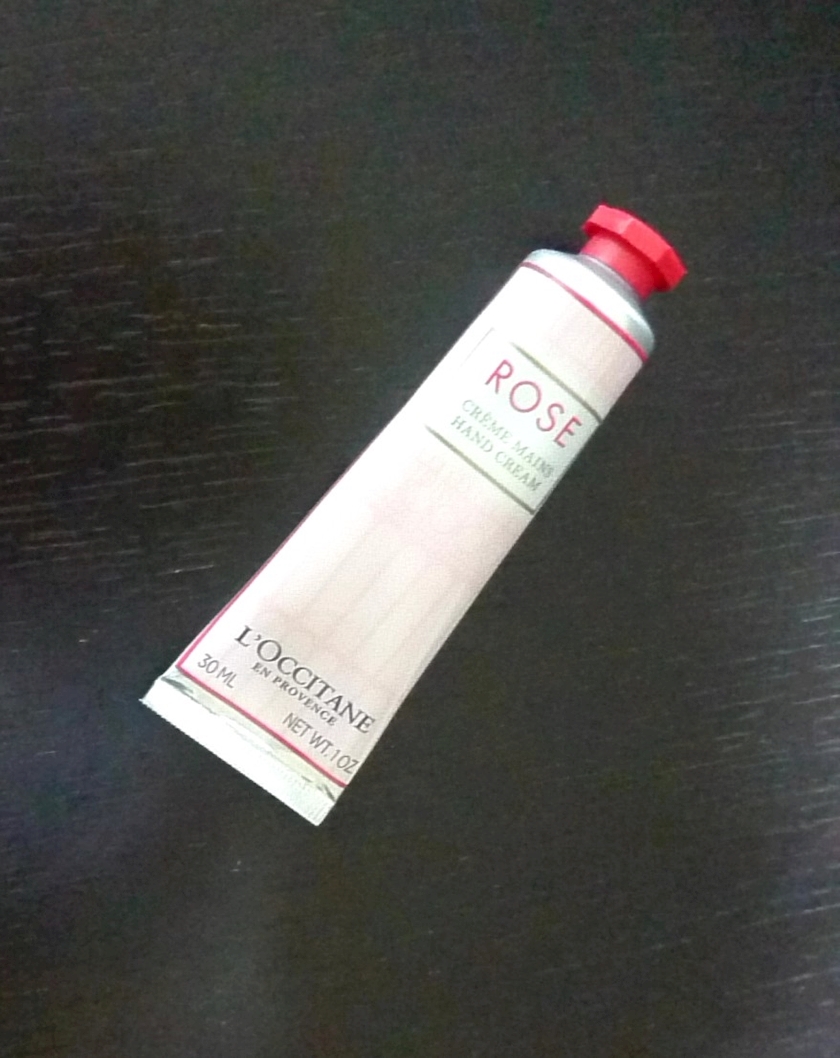 ROSE
CRÈME MAINS
HAND CREAM
L'OCCITANE
EN PROVENCE
30 ML
NET WT. 1 OZ